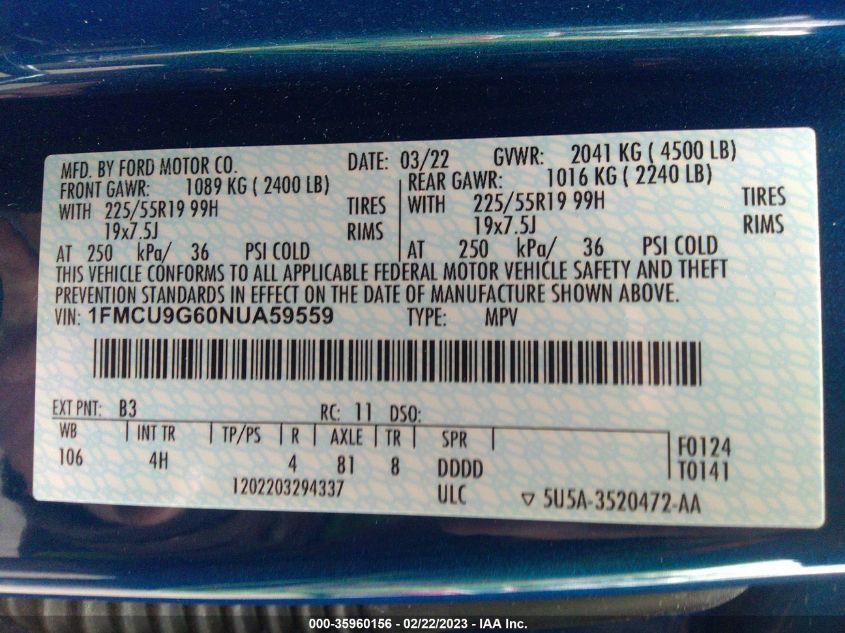 MFD. BY FORD MOTOR CO. DATE: 03/22 GVWR: 2041 KG ( 4500 LB)
FRONT GAWR: 1089 KG ( 2400 LB) REAR GAWR: 1016 KG ( 2240 LB)
WITH 225/55R19 99H TIRES WITH 225/55R19 99H TIRES
19x7.5J RIMS 19x7.5J RIMS
AT 250 kPa/ 36 PSI COLD AT 250 kPa/ 36 PSI COLD
THIS VEHICLE CONFORMS TO ALL APPLICABLE FEDERAL MOTOR VEHICLE SAFETY AND THEFT
PREVENTION STANDARDS IN EFFECT ON THE DATE OF MANUFACTURE SHOWN ABOVE.
VIN: 1FMCU9G60NUA59559 TYPE: MPV
EXT PNT: B3 RC: 11 DSO:
WB INT TR TP/PS R AXLE TR SPR F0124
106 4H 4 81 8 DDDD T0141
1202203294337 ULC ▽ 5U5A-3520472-AA
000-35960156 - 02/22/2023 - IAA Inc.